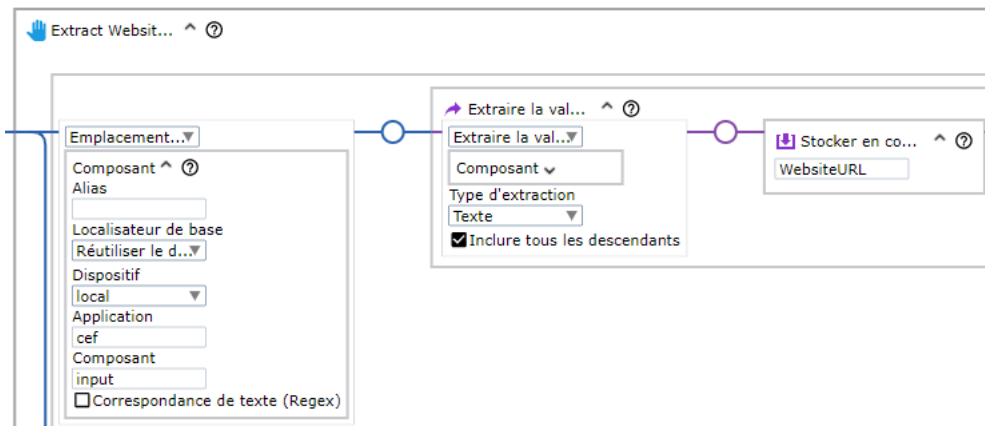 Extract Websit...
Emplacement...
Composant
Alias
Localisateur de base
Réutiliser le d...
Dispositif
local
Application
cef
Composant
input
Correspondance de texte (Regex)
Extraire la val...
Extraire la val...
Composant
Type d'extraction
Texte
Inclure tous les descendants
Stocker en co...
WebsiteURL